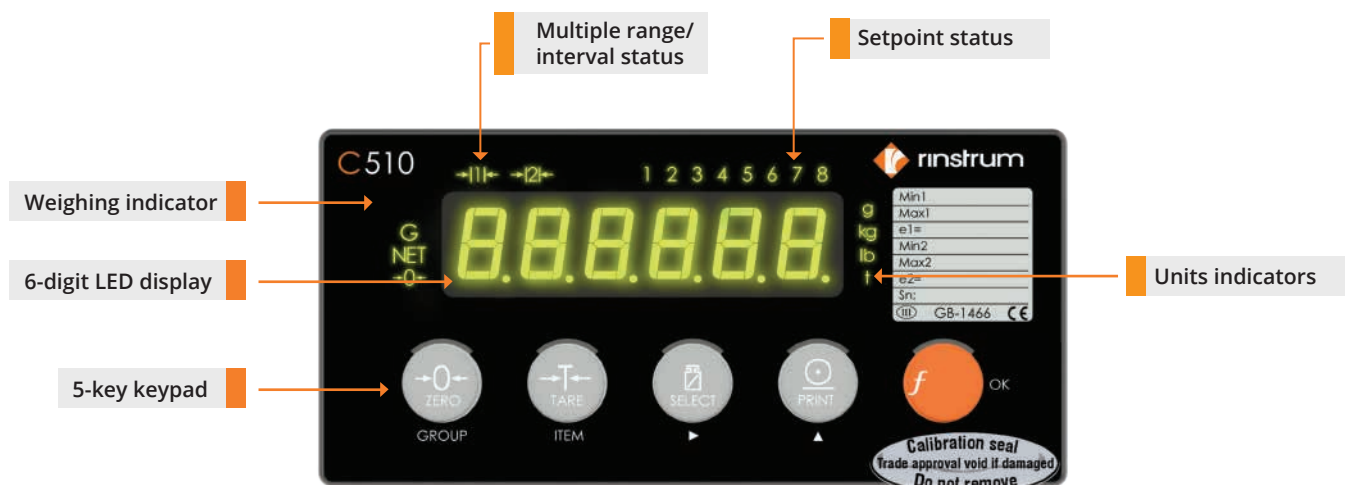 Multiple range/
interval status
Setpoint status
C510
→|1|← →|2|←
1 2 3 4 5 6 7 8
rinstrum
Weighing indicator
G
NET
→0←
8.8.8.8.8.8.
g
kg
lb
t
Min1
Max1
e1=
Min2
Max2
e2=
Sn:
III GB-1466 CE
6-digit LED display
Units indicators
5-key keypad
→0← →T← f OK
ZERO TARE SELECT PRINT
GROUP ITEM ► ▲
Calibration seal
Trade approval void if damaged
Do not remove